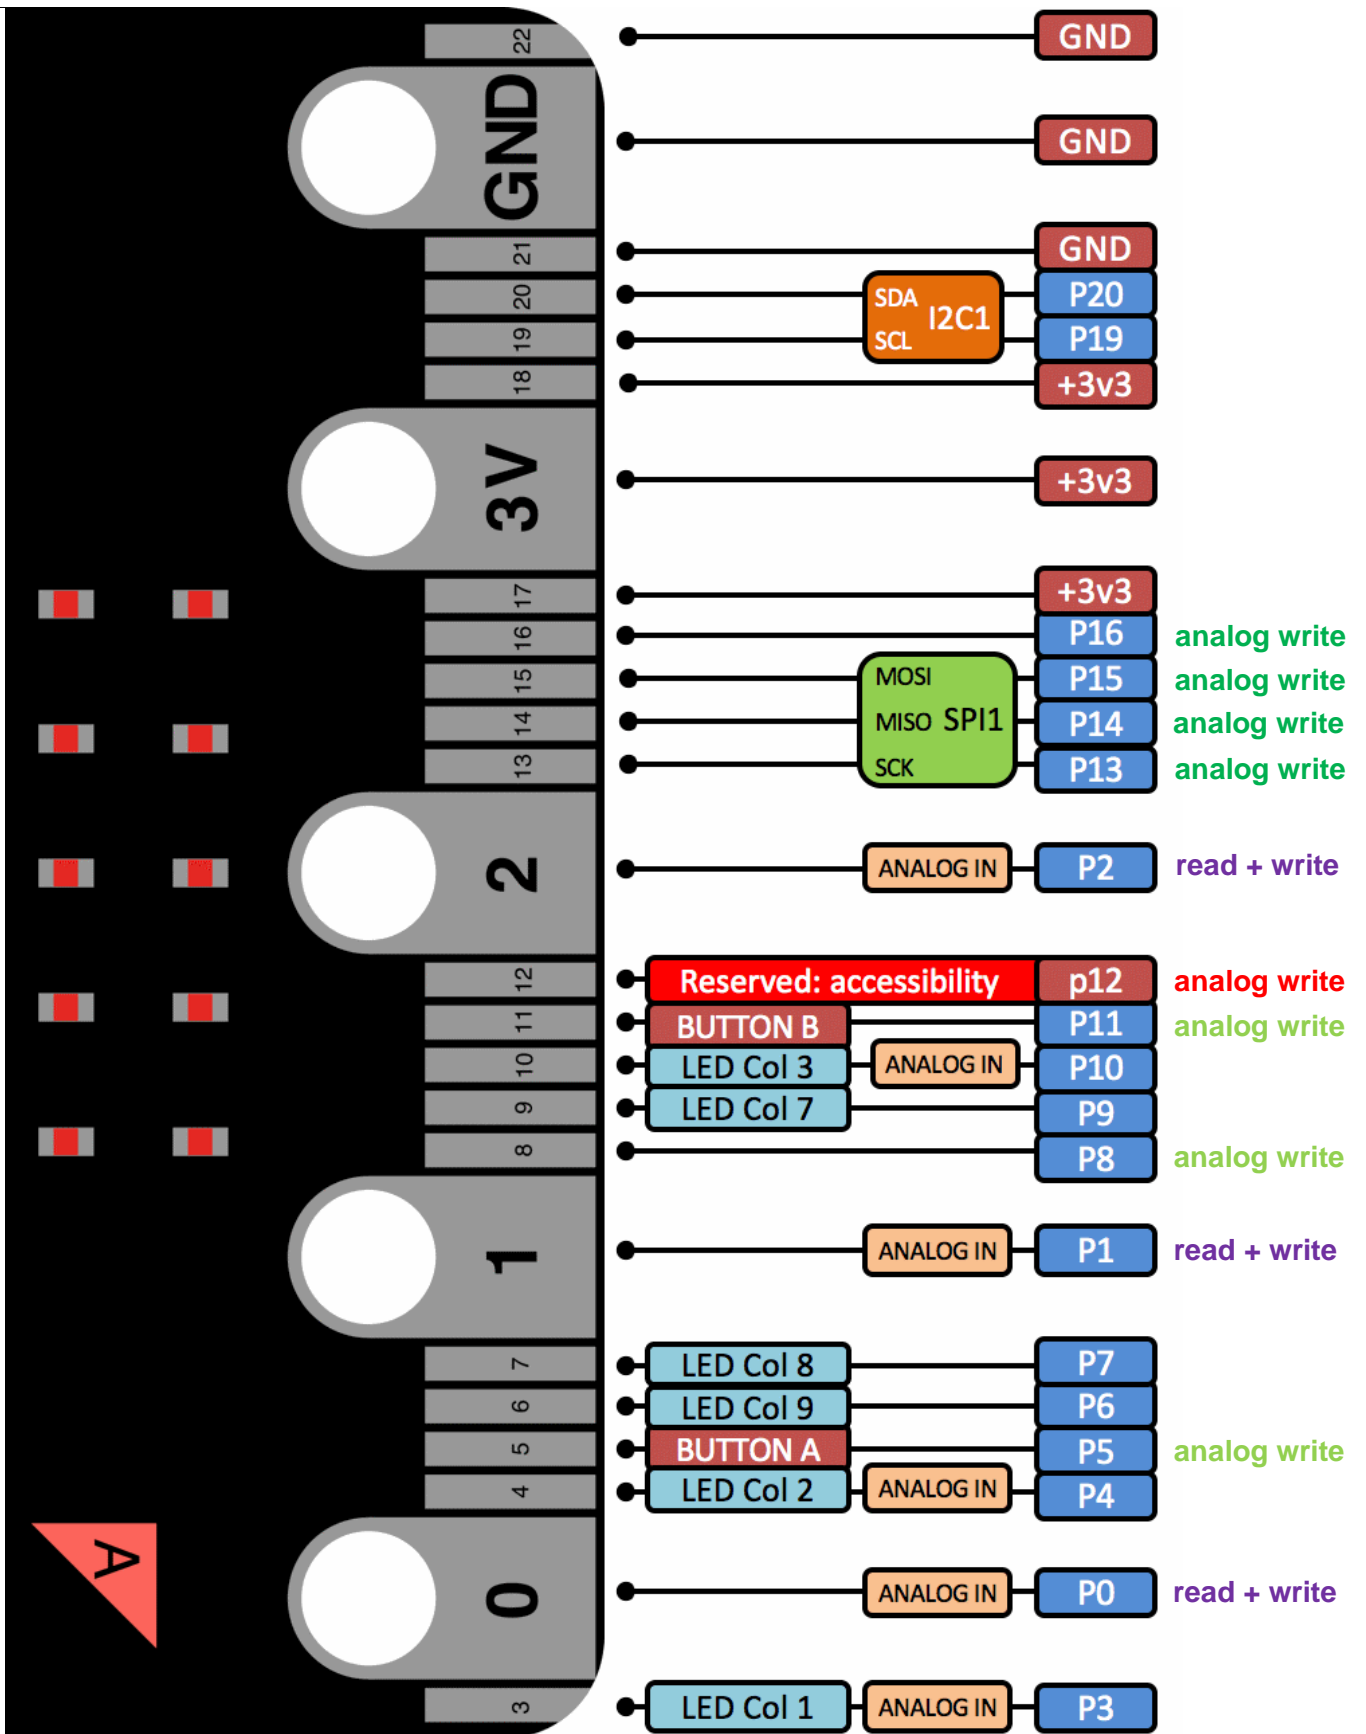 22 GND
GND GND
21 GND
20 SDA I2C1 P20
19 SCL P19
18 +3v3
3V +3v3
17 +3v3
16 P16 analog write
15 MOSI P15 analog write
14 MISO SPI1 P14 analog write
13 SCK P13 analog write
2 ANALOG IN P2 read + write
12 Reserved: accessibility p12 analog write
11 BUTTON B P11 analog write
10 LED Col 3 ANALOG IN P10
9 LED Col 7 P9
8 P8 analog write
1 ANALOG IN P1 read + write
7 LED Col 8 P7
6 LED Col 9 P6
5 BUTTON A P5 analog write
4 LED Col 2 ANALOG IN P4
A
0 ANALOG IN P0 read + write
3 LED Col 1 ANALOG IN P3